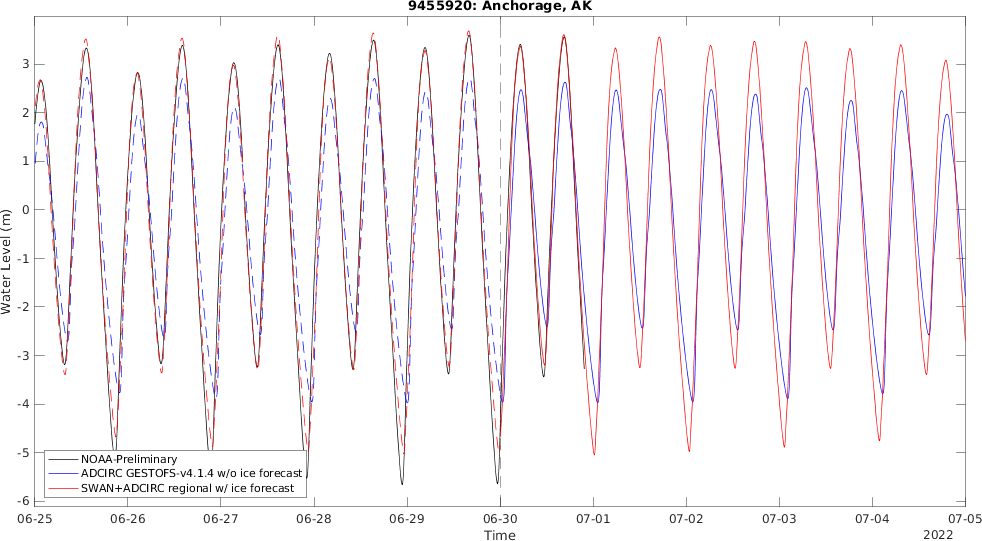 9455920: Anchorage, AK
Water Level (m)
3
2
1
0
-1
-2
-3
-4
-5
-6
NOAA-Preliminary
ADCIRC GESTOFS-v4.1.4 w/o ice forecast
SWAN+ADCIRC regional w/ ice forecast
06-25 06-26 06-27 06-28 06-29 06-30 07-01 07-02 07-03 07-04 07-05
Time
2022